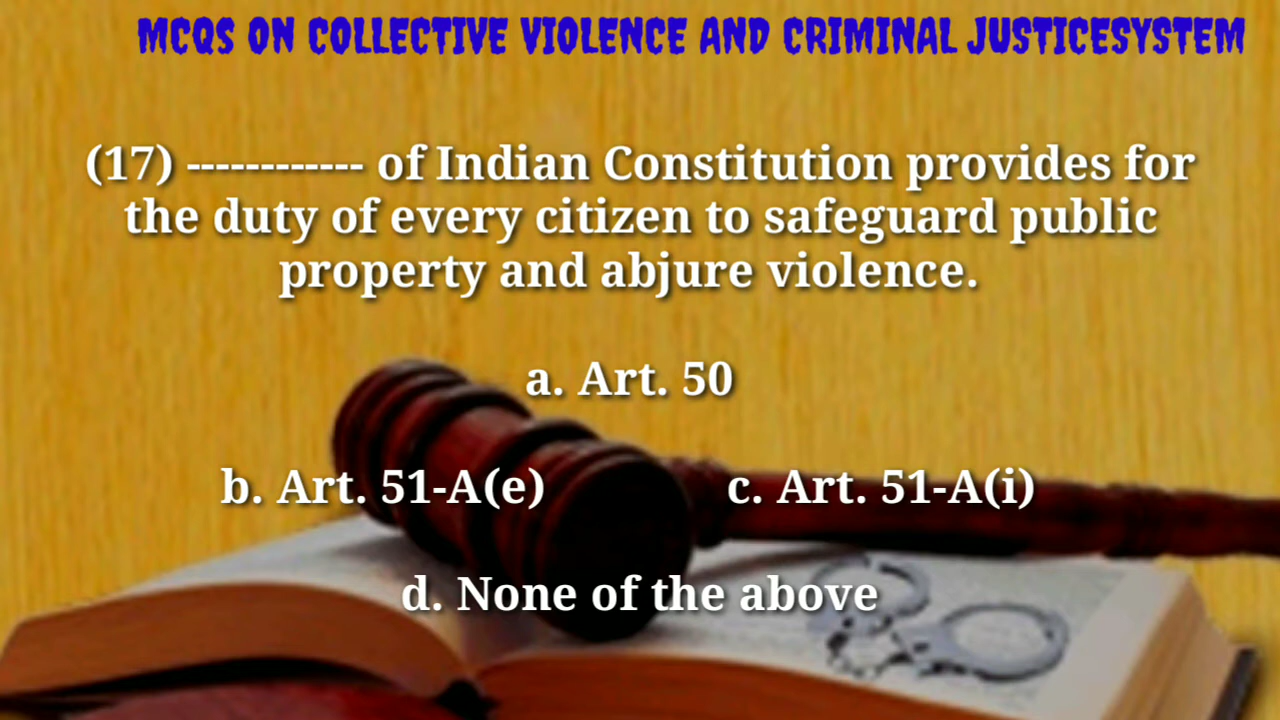 MCQS ON COLLECTIVE VIOLENCE AND CRIMINAL JUSTICESYSTEM
(17) ------------ of Indian Constitution provides for
the duty of every citizen to safeguard public
property and abjure violence.
a. Art. 50
b. Art. 51-A(e) c. Art. 51-A(i)
d. None of the above